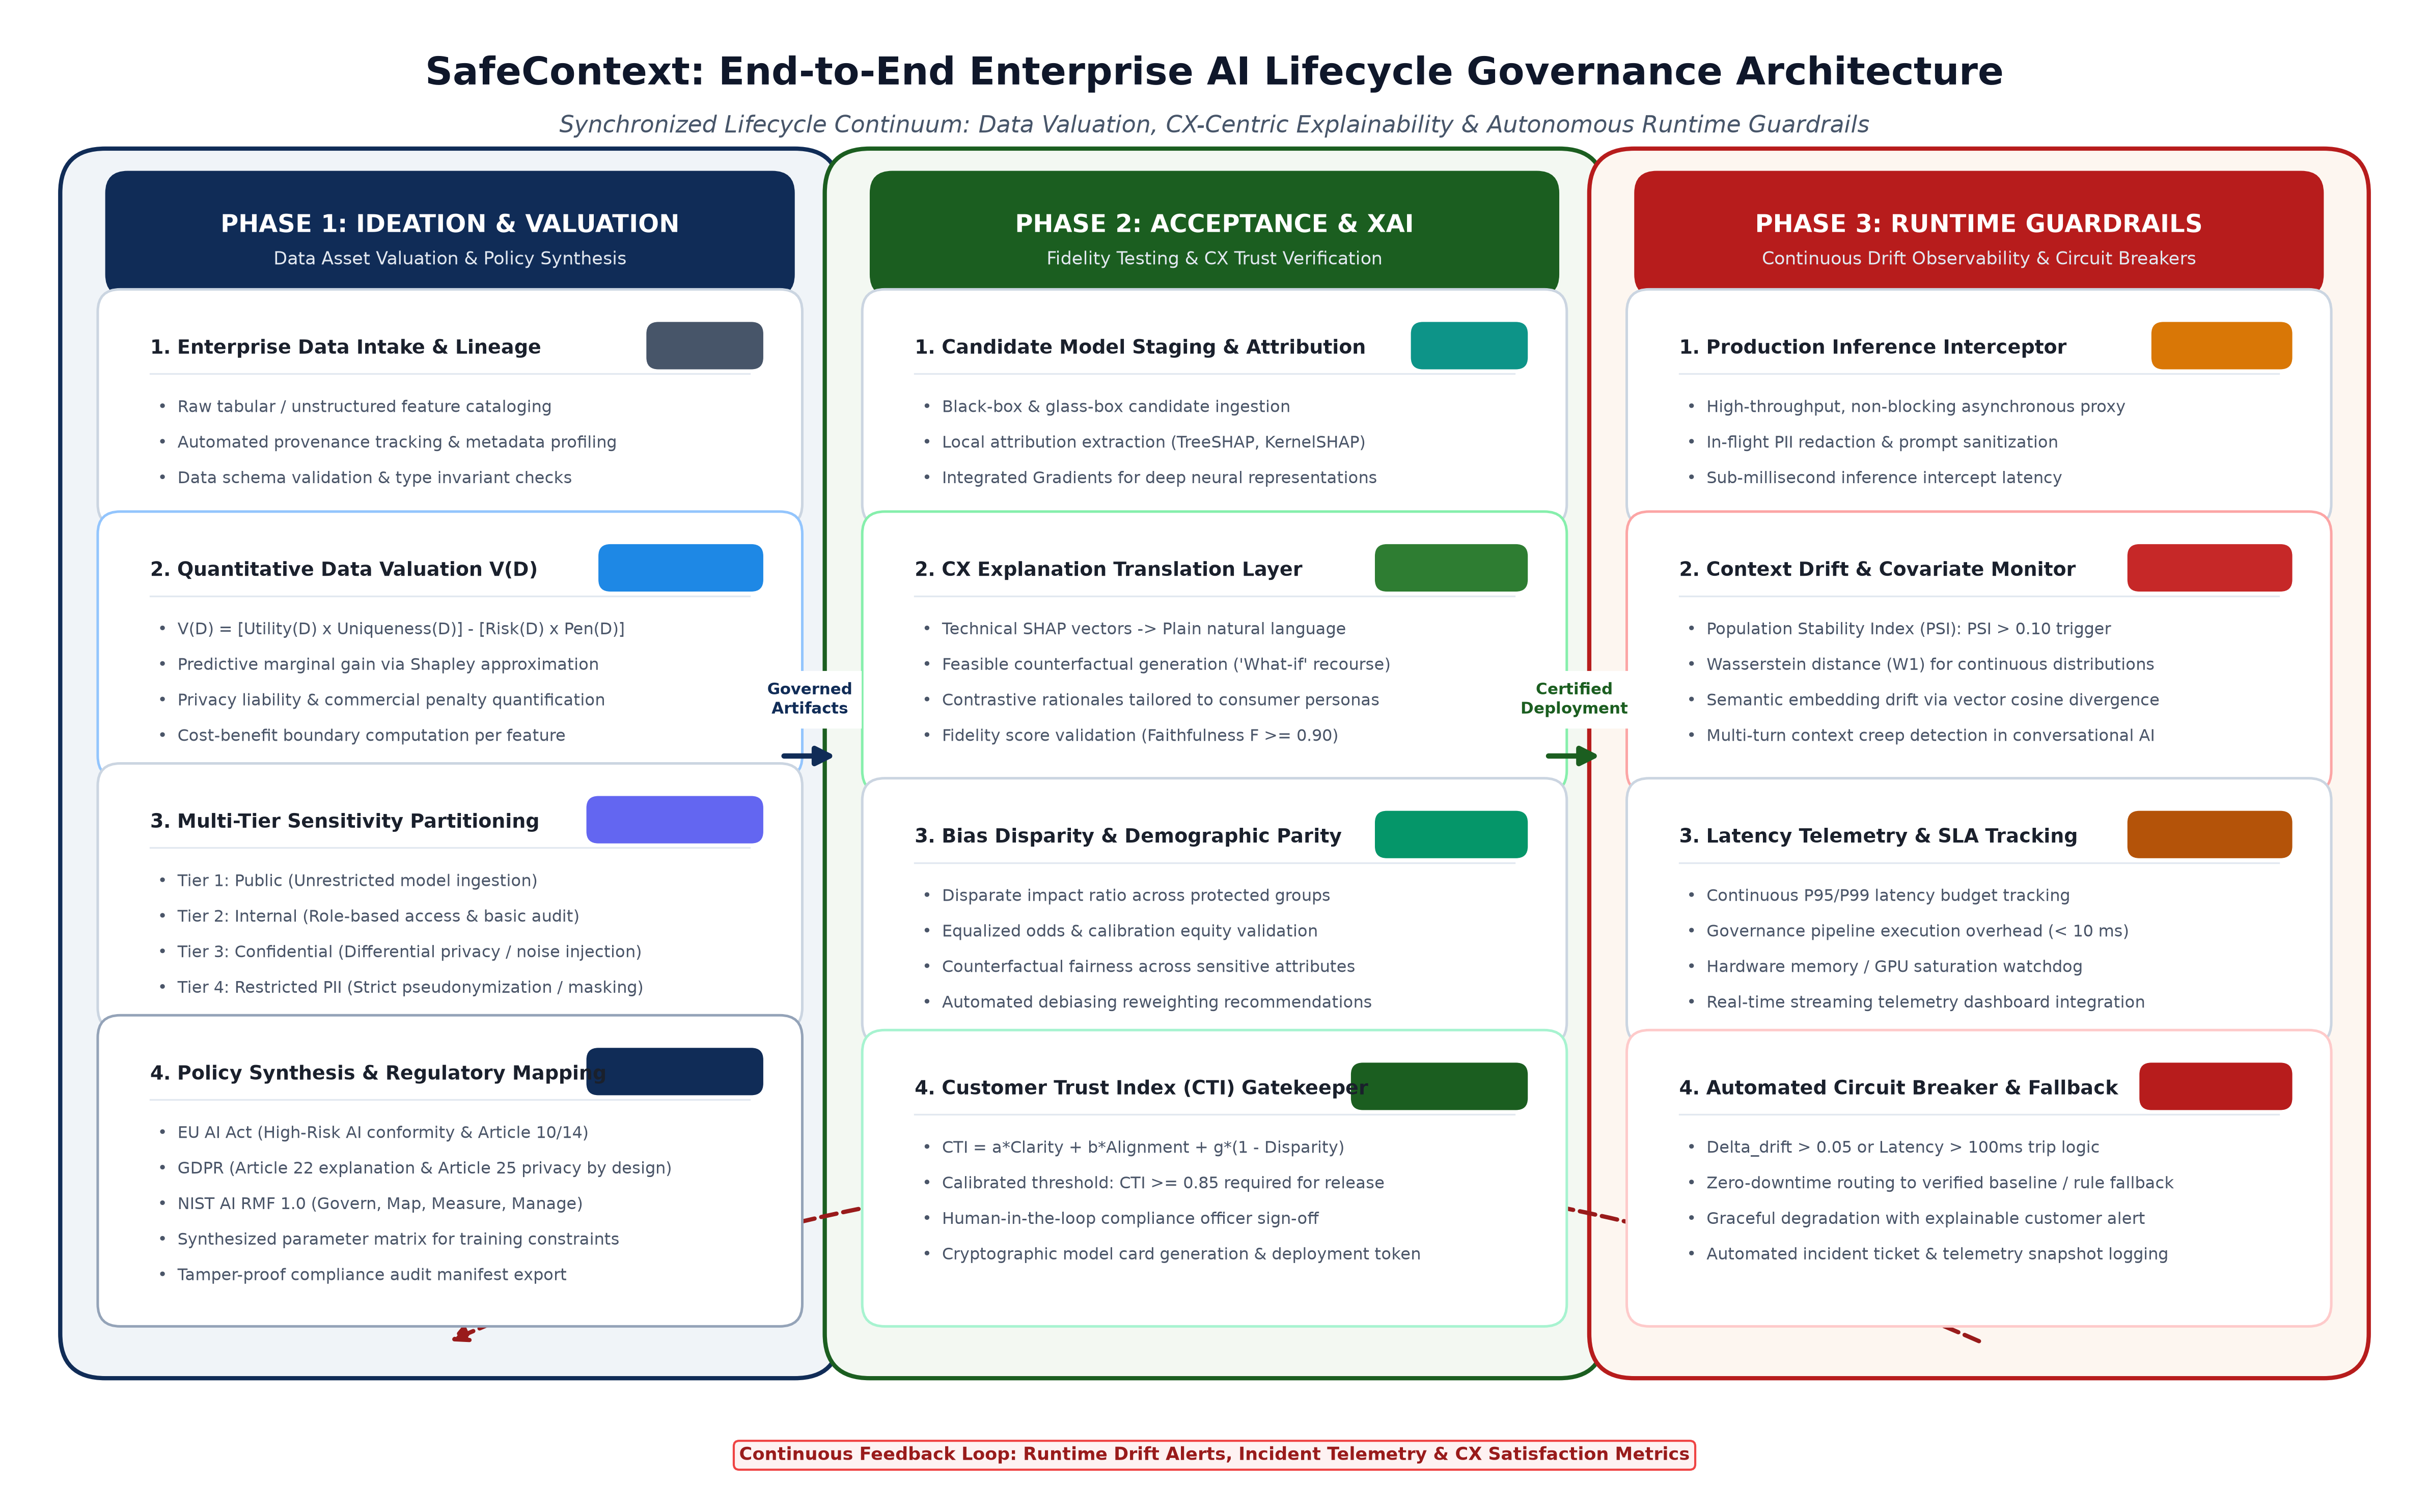 SafeContext: End-to-End Enterprise AI Lifecycle Governance Architecture
Synchronized Lifecycle Continuum: Data Valuation, CX-Centric Explainability & Autonomous Runtime Guardrails
PHASE 1: IDEATION & VALUATION
Data Asset Valuation & Policy Synthesis
1. Enterprise Data Intake & Lineage
• Raw tabular / unstructured feature cataloging
• Automated provenance tracking & metadata profiling
• Data schema validation & type invariant checks
2. Quantitative Data Valuation V(D)
• V(D) = [Utility(D) x Uniqueness(D)] - [Risk(D) x Pen(D)]
• Predictive marginal gain via Shapley approximation
• Privacy liability & commercial penalty quantification
• Cost-benefit boundary computation per feature
3. Multi-Tier Sensitivity Partitioning
• Tier 1: Public (Unrestricted model ingestion)
• Tier 2: Internal (Role-based access & basic audit)
• Tier 3: Confidential (Differential privacy / noise injection)
• Tier 4: Restricted PII (Strict pseudonymization / masking)
4. Policy Synthesis & Regulatory Mapping
• EU AI Act (High-Risk AI conformity & Article 10/14)
• GDPR (Article 22 explanation & Article 25 privacy by design)
• NIST AI RMF 1.0 (Govern, Map, Measure, Manage)
• Synthesized parameter matrix for training constraints
• Tamper-proof compliance audit manifest export
Governed
Artifacts
PHASE 2: ACCEPTANCE & XAI
Fidelity Testing & CX Trust Verification
1. Candidate Model Staging & Attribution
• Black-box & glass-box candidate ingestion
• Local attribution extraction (TreeSHAP, KernelSHAP)
• Integrated Gradients for deep neural representations
2. CX Explanation Translation Layer
• Technical SHAP vectors -> Plain natural language
• Feasible counterfactual generation ('What-if' recourse)
• Contrastive rationales tailored to consumer personas
• Fidelity score validation (Faithfulness F >= 0.90)
3. Bias Disparity & Demographic Parity
• Disparate impact ratio across protected groups
• Equalized odds & calibration equity validation
• Counterfactual fairness across sensitive attributes
• Automated debiasing reweighting recommendations
4. Customer Trust Index (CTI) Gatekeeper
• CTI = a*Clarity + b*Alignment + g*(1 - Disparity)
• Calibrated threshold: CTI >= 0.85 required for release
• Human-in-the-loop compliance officer sign-off
• Cryptographic model card generation & deployment token
Certified
Deployment
PHASE 3: RUNTIME GUARDRAILS
Continuous Drift Observability & Circuit Breakers
1. Production Inference Interceptor
• High-throughput, non-blocking asynchronous proxy
• In-flight PII redaction & prompt sanitization
• Sub-millisecond inference intercept latency
2. Context Drift & Covariate Monitor
• Population Stability Index (PSI): PSI > 0.10 trigger
• Wasserstein distance (W1) for continuous distributions
• Semantic embedding drift via vector cosine divergence
• Multi-turn context creep detection in conversational AI
3. Latency Telemetry & SLA Tracking
• Continuous P95/P99 latency budget tracking
• Governance pipeline execution overhead (< 10 ms)
• Hardware memory / GPU saturation watchdog
• Real-time streaming telemetry dashboard integration
4. Automated Circuit Breaker & Fallback
• Delta_drift > 0.05 or Latency > 100ms trip logic
• Zero-downtime routing to verified baseline / rule fallback
• Graceful degradation with explainable customer alert
• Automated incident ticket & telemetry snapshot logging
Continuous Feedback Loop: Runtime Drift Alerts, Incident Telemetry & CX Satisfaction Metrics